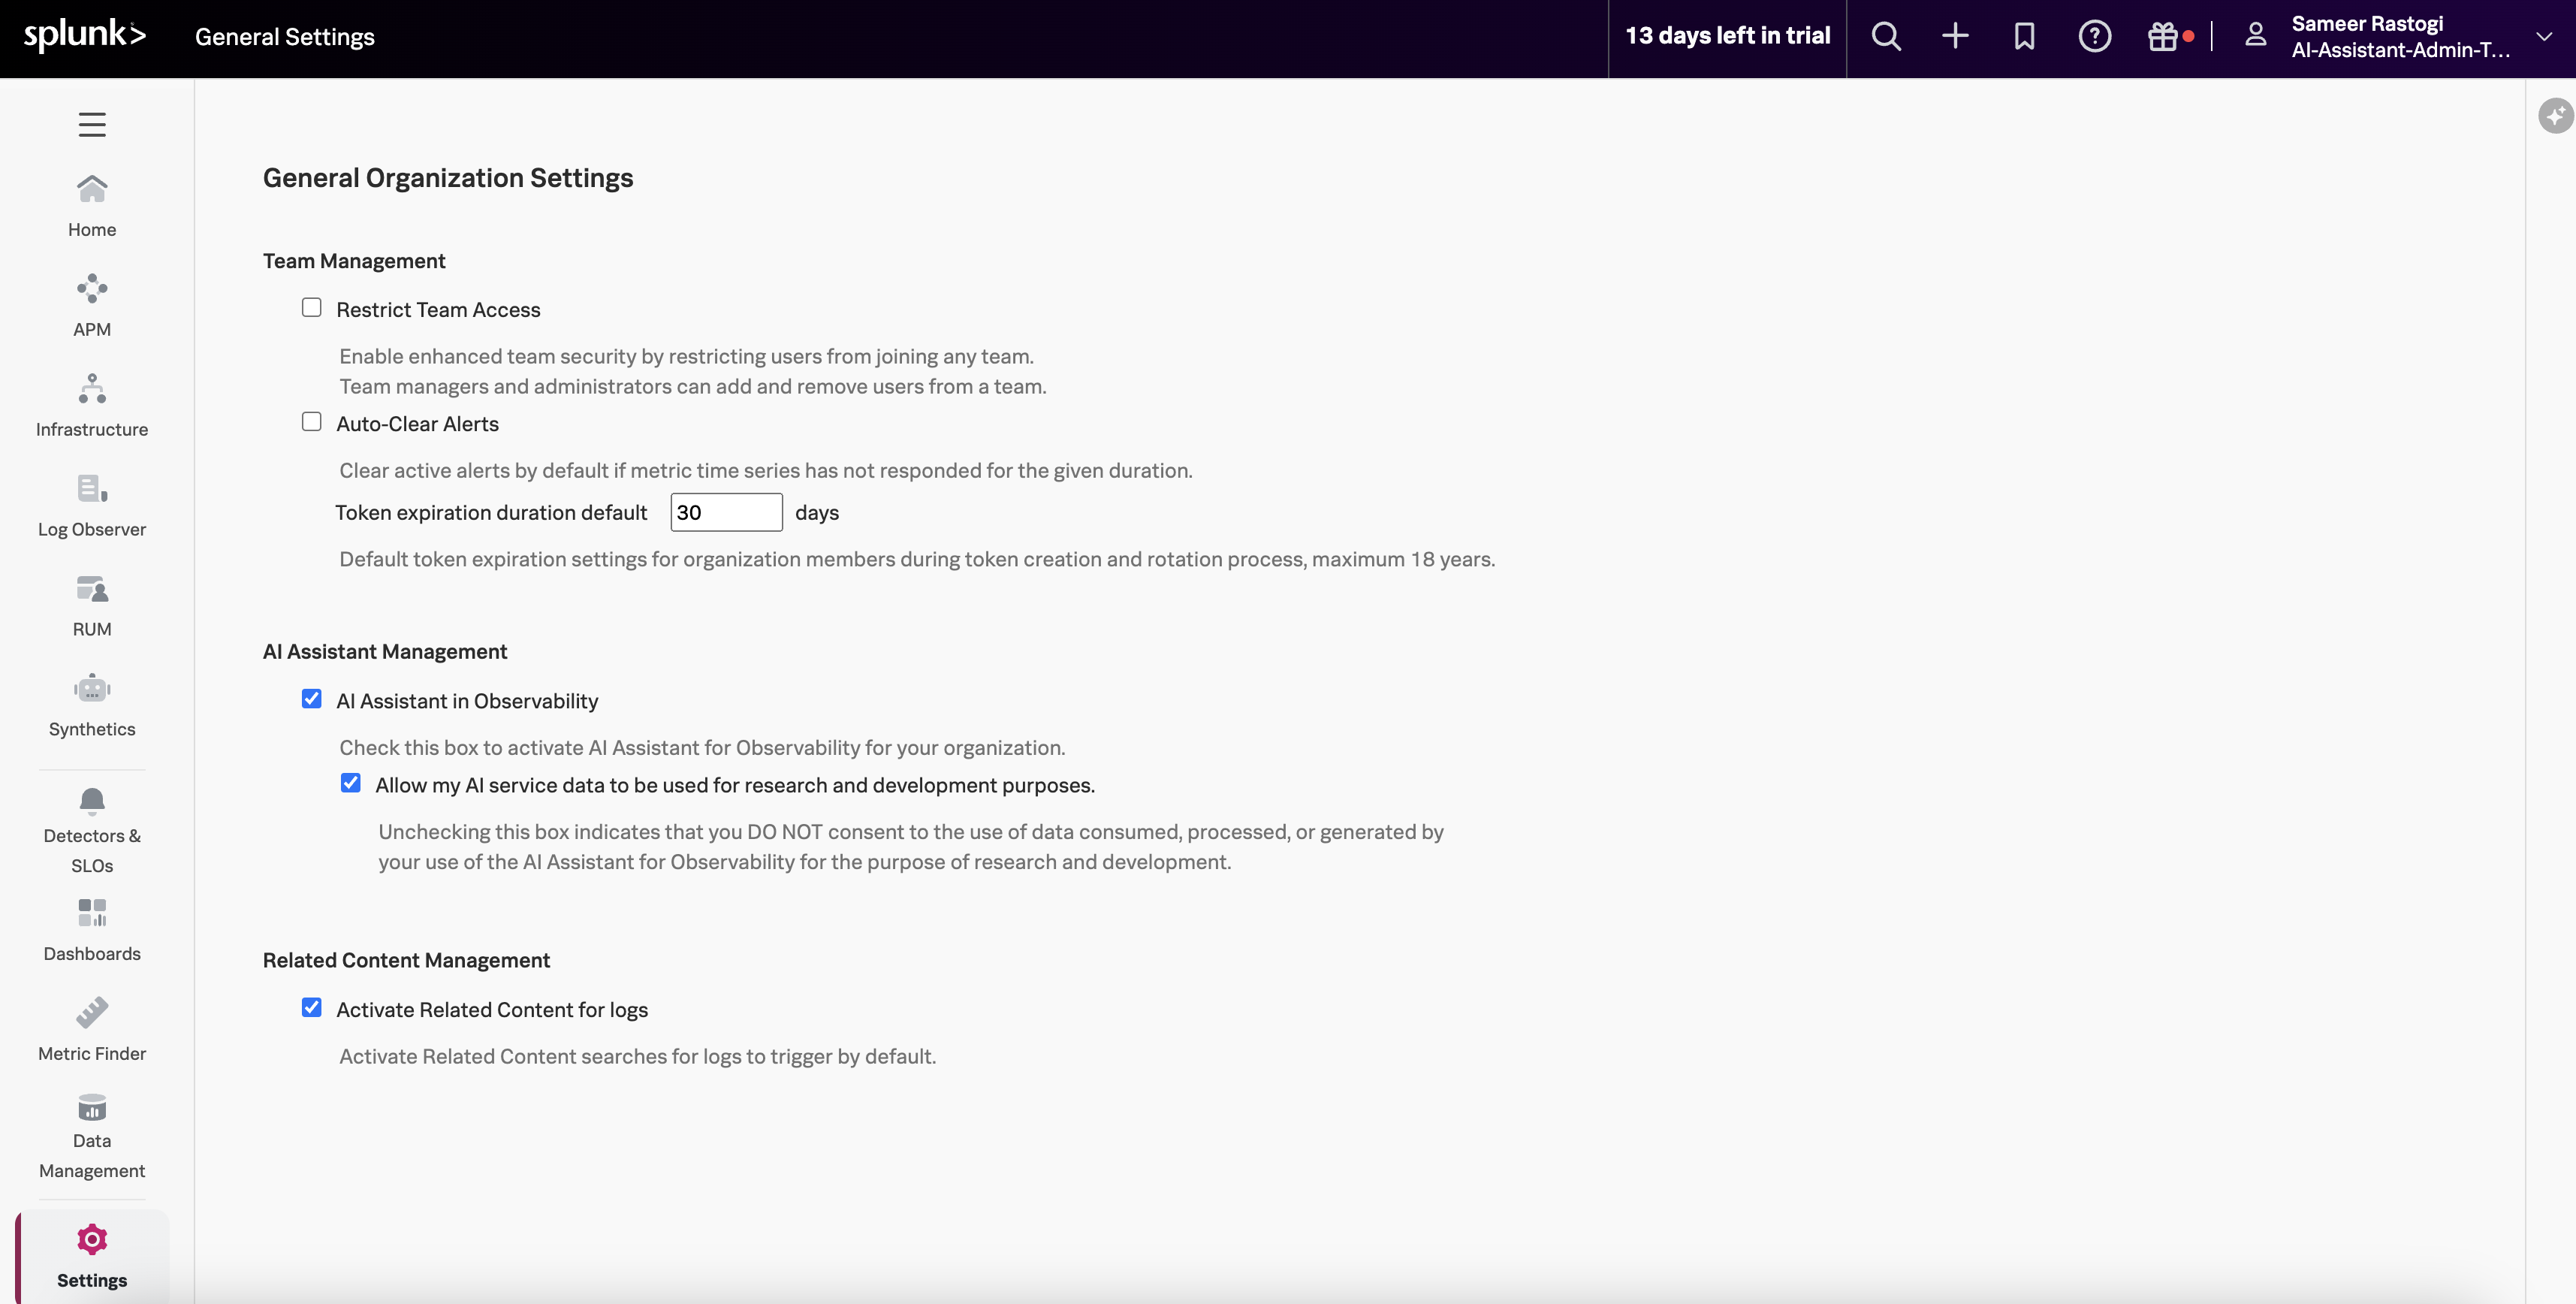 splunk>
General Settings
13 days left in trial
Sameer Rastogi
AI-Assistant-Admin-T...
Home
APM
Infrastructure
Log Observer
RUM
Synthetics
Detectors &
SLOs
Dashboards
Metric Finder
Data
Management
Settings
General Organization Settings
Team Management
Restrict Team Access
Enable enhanced team security by restricting users from joining any team.
Team managers and administrators can add and remove users from a team.
Auto-Clear Alerts
Clear active alerts by default if metric time series has not responded for the given duration.
Token expiration duration default 30 days
Default token expiration settings for organization members during token creation and rotation process, maximum 18 years.
AI Assistant Management
AI Assistant in Observability
Check this box to activate AI Assistant for Observability for your organization.
Allow my AI service data to be used for research and development purposes.
Unchecking this box indicates that you DO NOT consent to the use of data consumed, processed, or generated by
your use of the AI Assistant for Observability for the purpose of research and development.
Related Content Management
Activate Related Content for logs
Activate Related Content searches for logs to trigger by default.